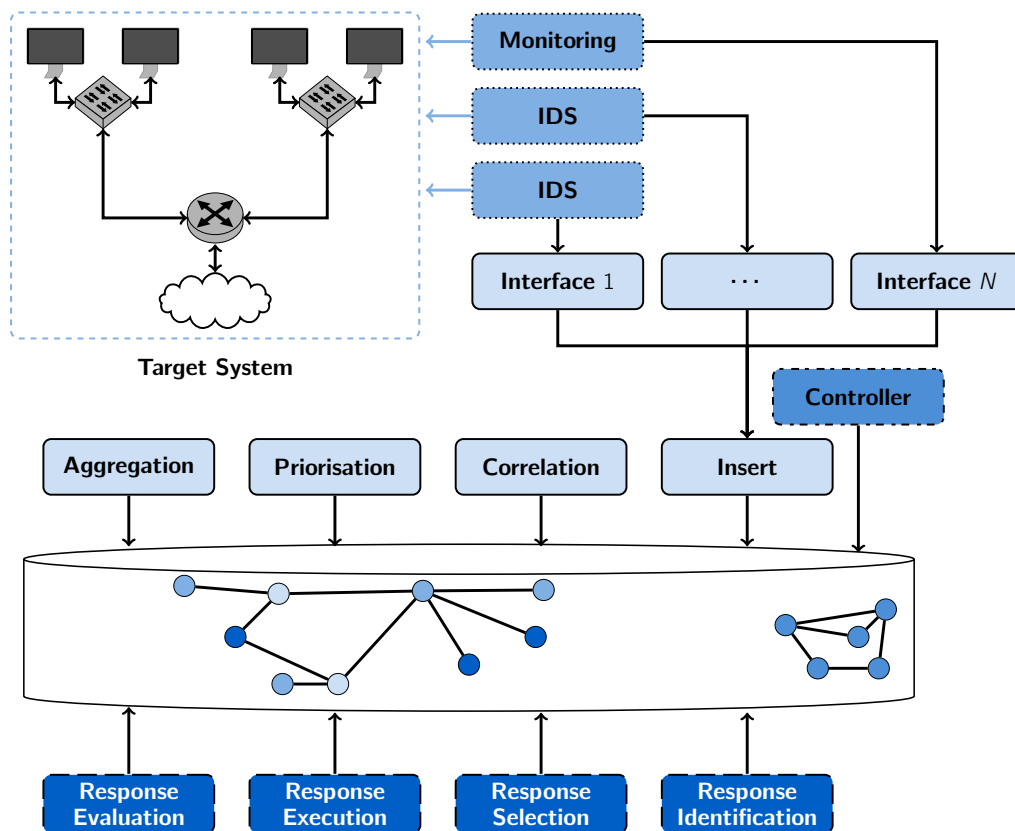 Monitoring
IDS
IDS
Interface 1
...
Interface N
Target System
Controller
Aggregation
Priorisation
Correlation
Insert
Response
Evaluation
Response
Execution
Response
Selection
Response
Identification